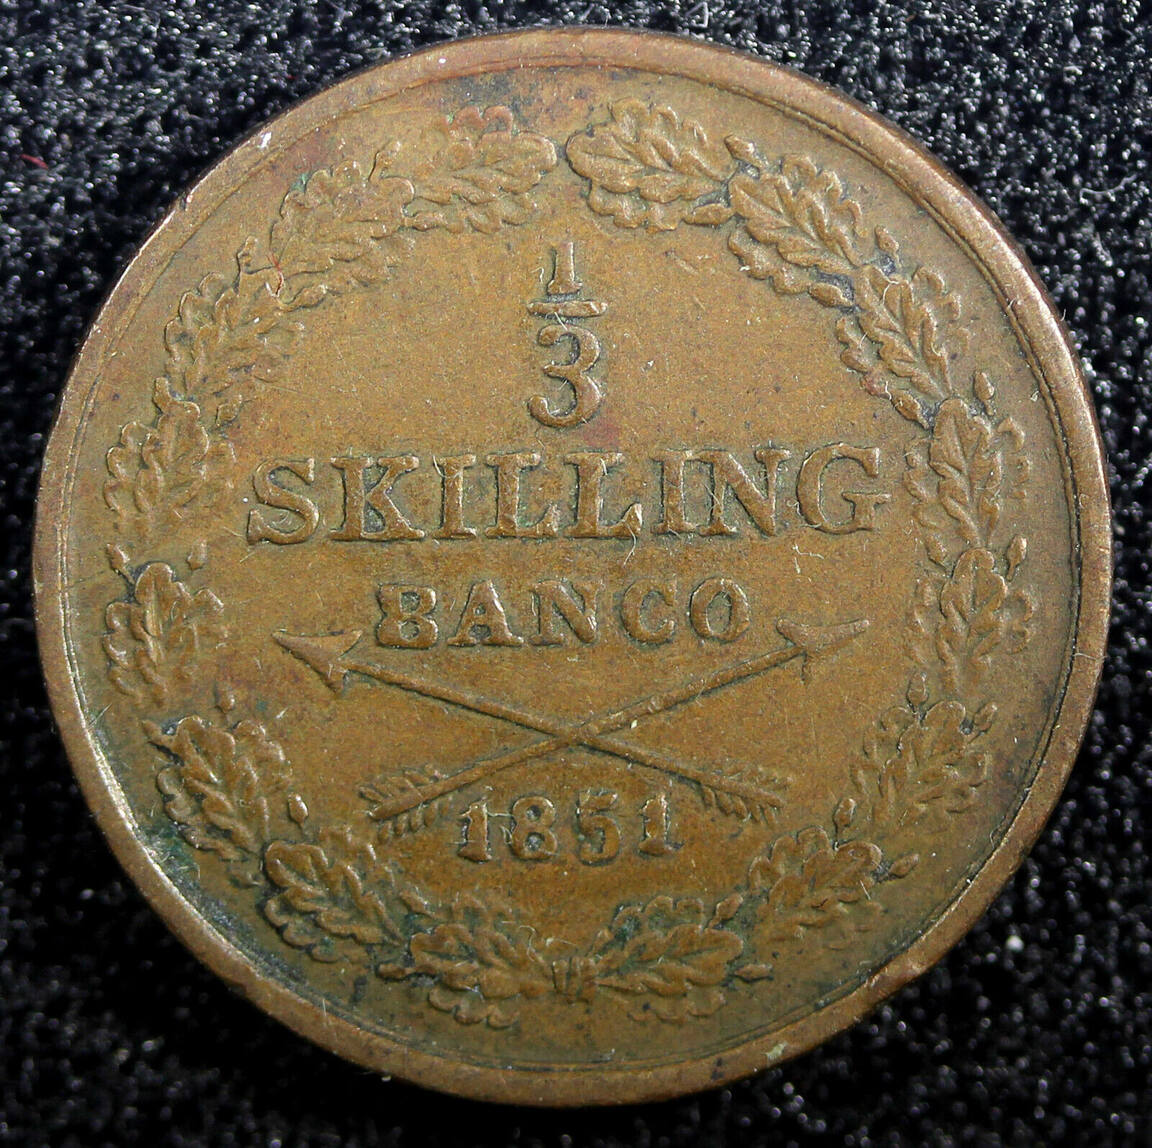 1/3
SKILLING
BANCO
1851